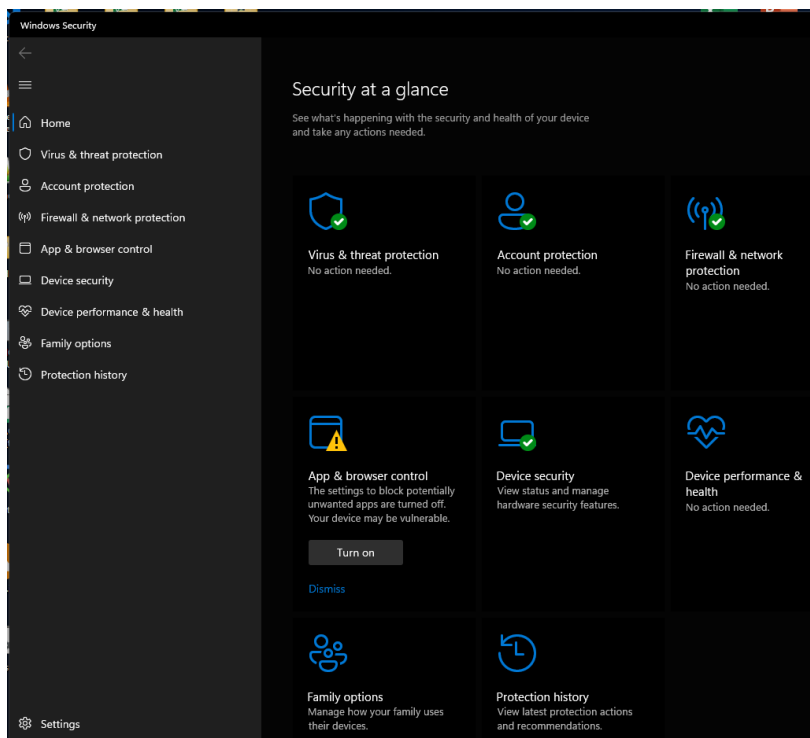 Windows Security
Home
Virus & threat protection
Account protection
Firewall & network protection
App & browser control
Device security
Device performance & health
Family options
Protection history
Settings
Security at a glance
See what's happening with the security and health of your device
and take any actions needed.
Virus & threat protection
No action needed.
Account protection
No action needed.
Firewall & network
protection
No action needed.
App & browser control
The settings to block potentially
unwanted apps are turned off.
Your device may be vulnerable.
Turn on
Dismiss
Device security
View status and manage
hardware security features.
Device performance &
health
No action needed.
Family options
Manage how your family uses
their devices.
Protection history
View latest protection actions
and recommendations.